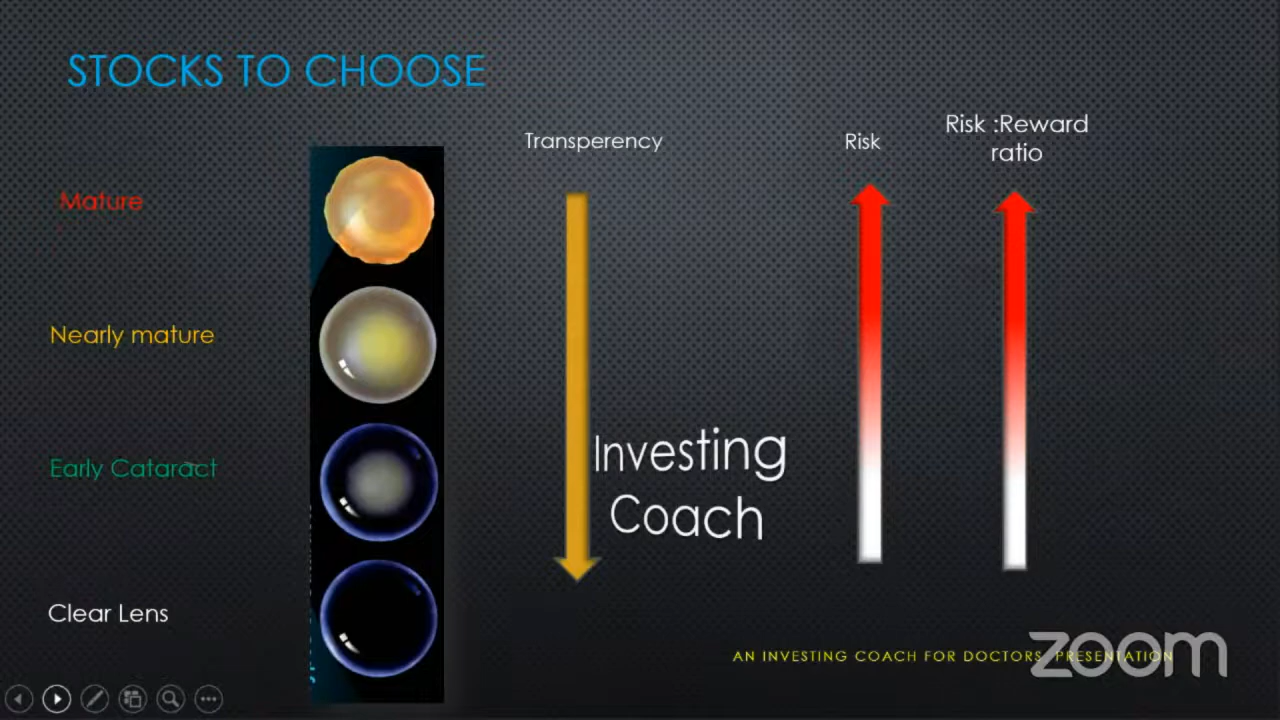 STOCKS TO CHOOSE
Transperency
Risk
Risk :Reward
ratio
Mature
Nearly mature
Early Cataract
Clear Lens
Investing
Coach
AN INVESTING COACH FOR DOCTORS PRESENTATION
zoom